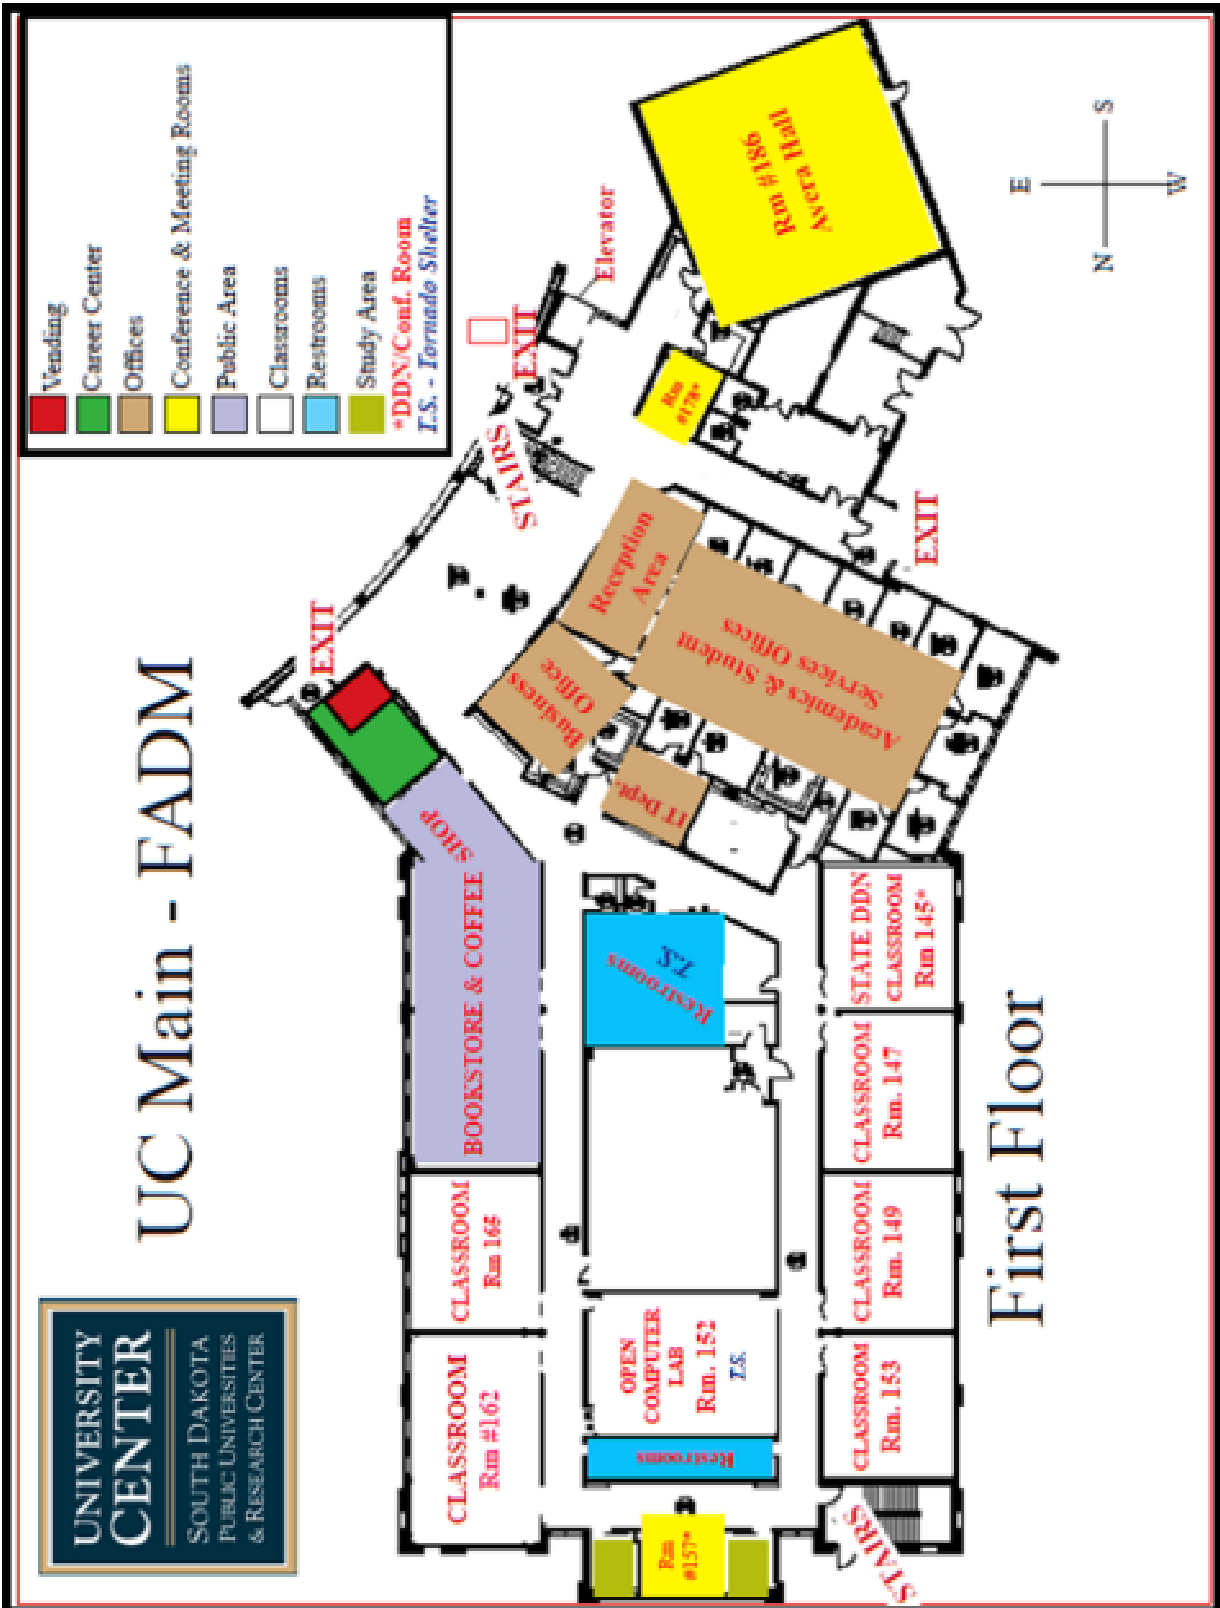 UNIVERSITY
CENTER
SOUTH DAKOTA
PUBLIC UNIVERSITIES
& RESEARCH CENTER
UC Main - FADM
Vending
Career Center
Offices
Conference & Meeting Rooms
Public Area
Classrooms
Restrooms
Study Area
*DDN/Conf. Room
T.S. - Tornado Shelter
EXIT
STAIRS
EXIT
Elevator
CLASSROOM
Rm #162
CLASSROOM
Rm 165
BOOKSTORE & COFFEE
SHOP
Business
Office
Reception
Area
Rm
#178*
Rm #186
Avera Hall
IT Dept.
Academics & Student
Services Offices
EXIT
Rm
#157*
Restrooms
OPEN
COMPUTER
LAB
Rm. 152
T.S.
Restrooms
T.S.
STAIRS
CLASSROOM
Rm. 153
CLASSROOM
Rm. 149
CLASSROOM
Rm. 147
STATE DDN
CLASSROOM
Rm 145*
First Floor
E
N
S
W